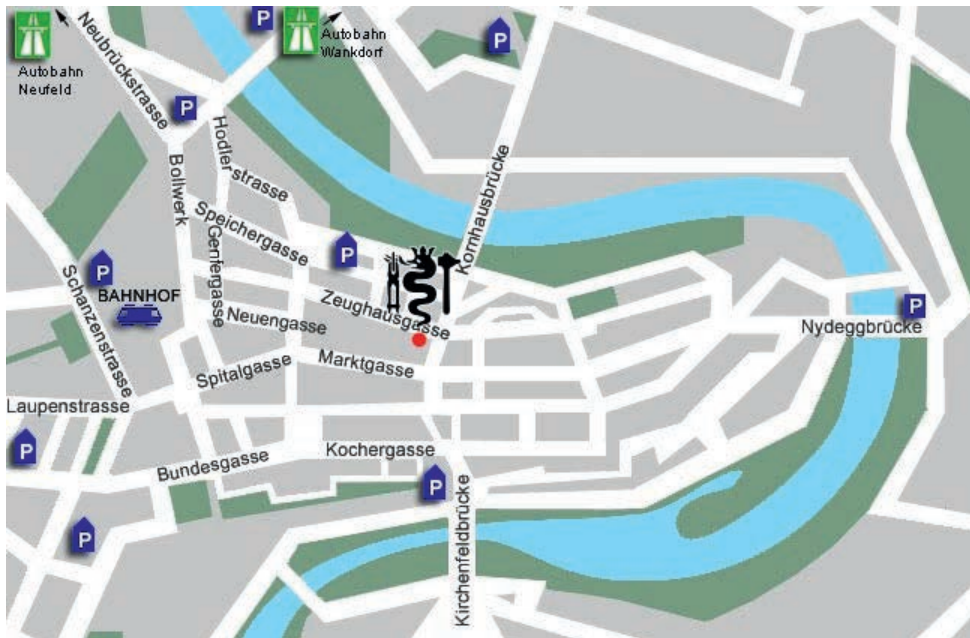 P
P
Autobahn
Wankdorf
Neubrückstrasse
Autobahn
Neufeld
P
Hodlerstrasse
Bollwerk
Kornhausbrücke
Speichergasse
Genfergasse
P
P
Schanzenstrasse
BAHNHOF
Zeughausgasse
P
Neuengasse
Nydeggbrücke
Marktgasse
Spitalgasse
Laupenstrasse
P
Kochergasse
Bundesgasse
P
Kirchenfeldbrücke
P